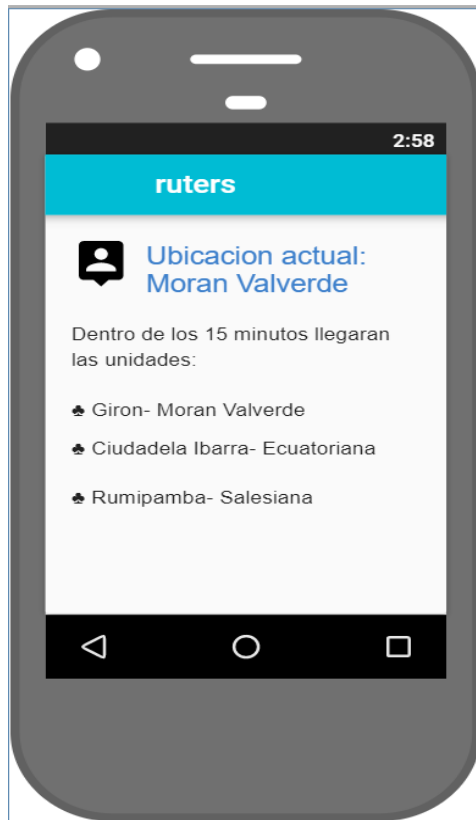 2:58
ruters
Ubicacion actual:
Moran Valverde
Dentro de los 15 minutos llegaran
las unidades:
♣ Giron- Moran Valverde
♣ Ciudadela Ibarra- Ecuatoriana
♣ Rumipamba- Salesiana